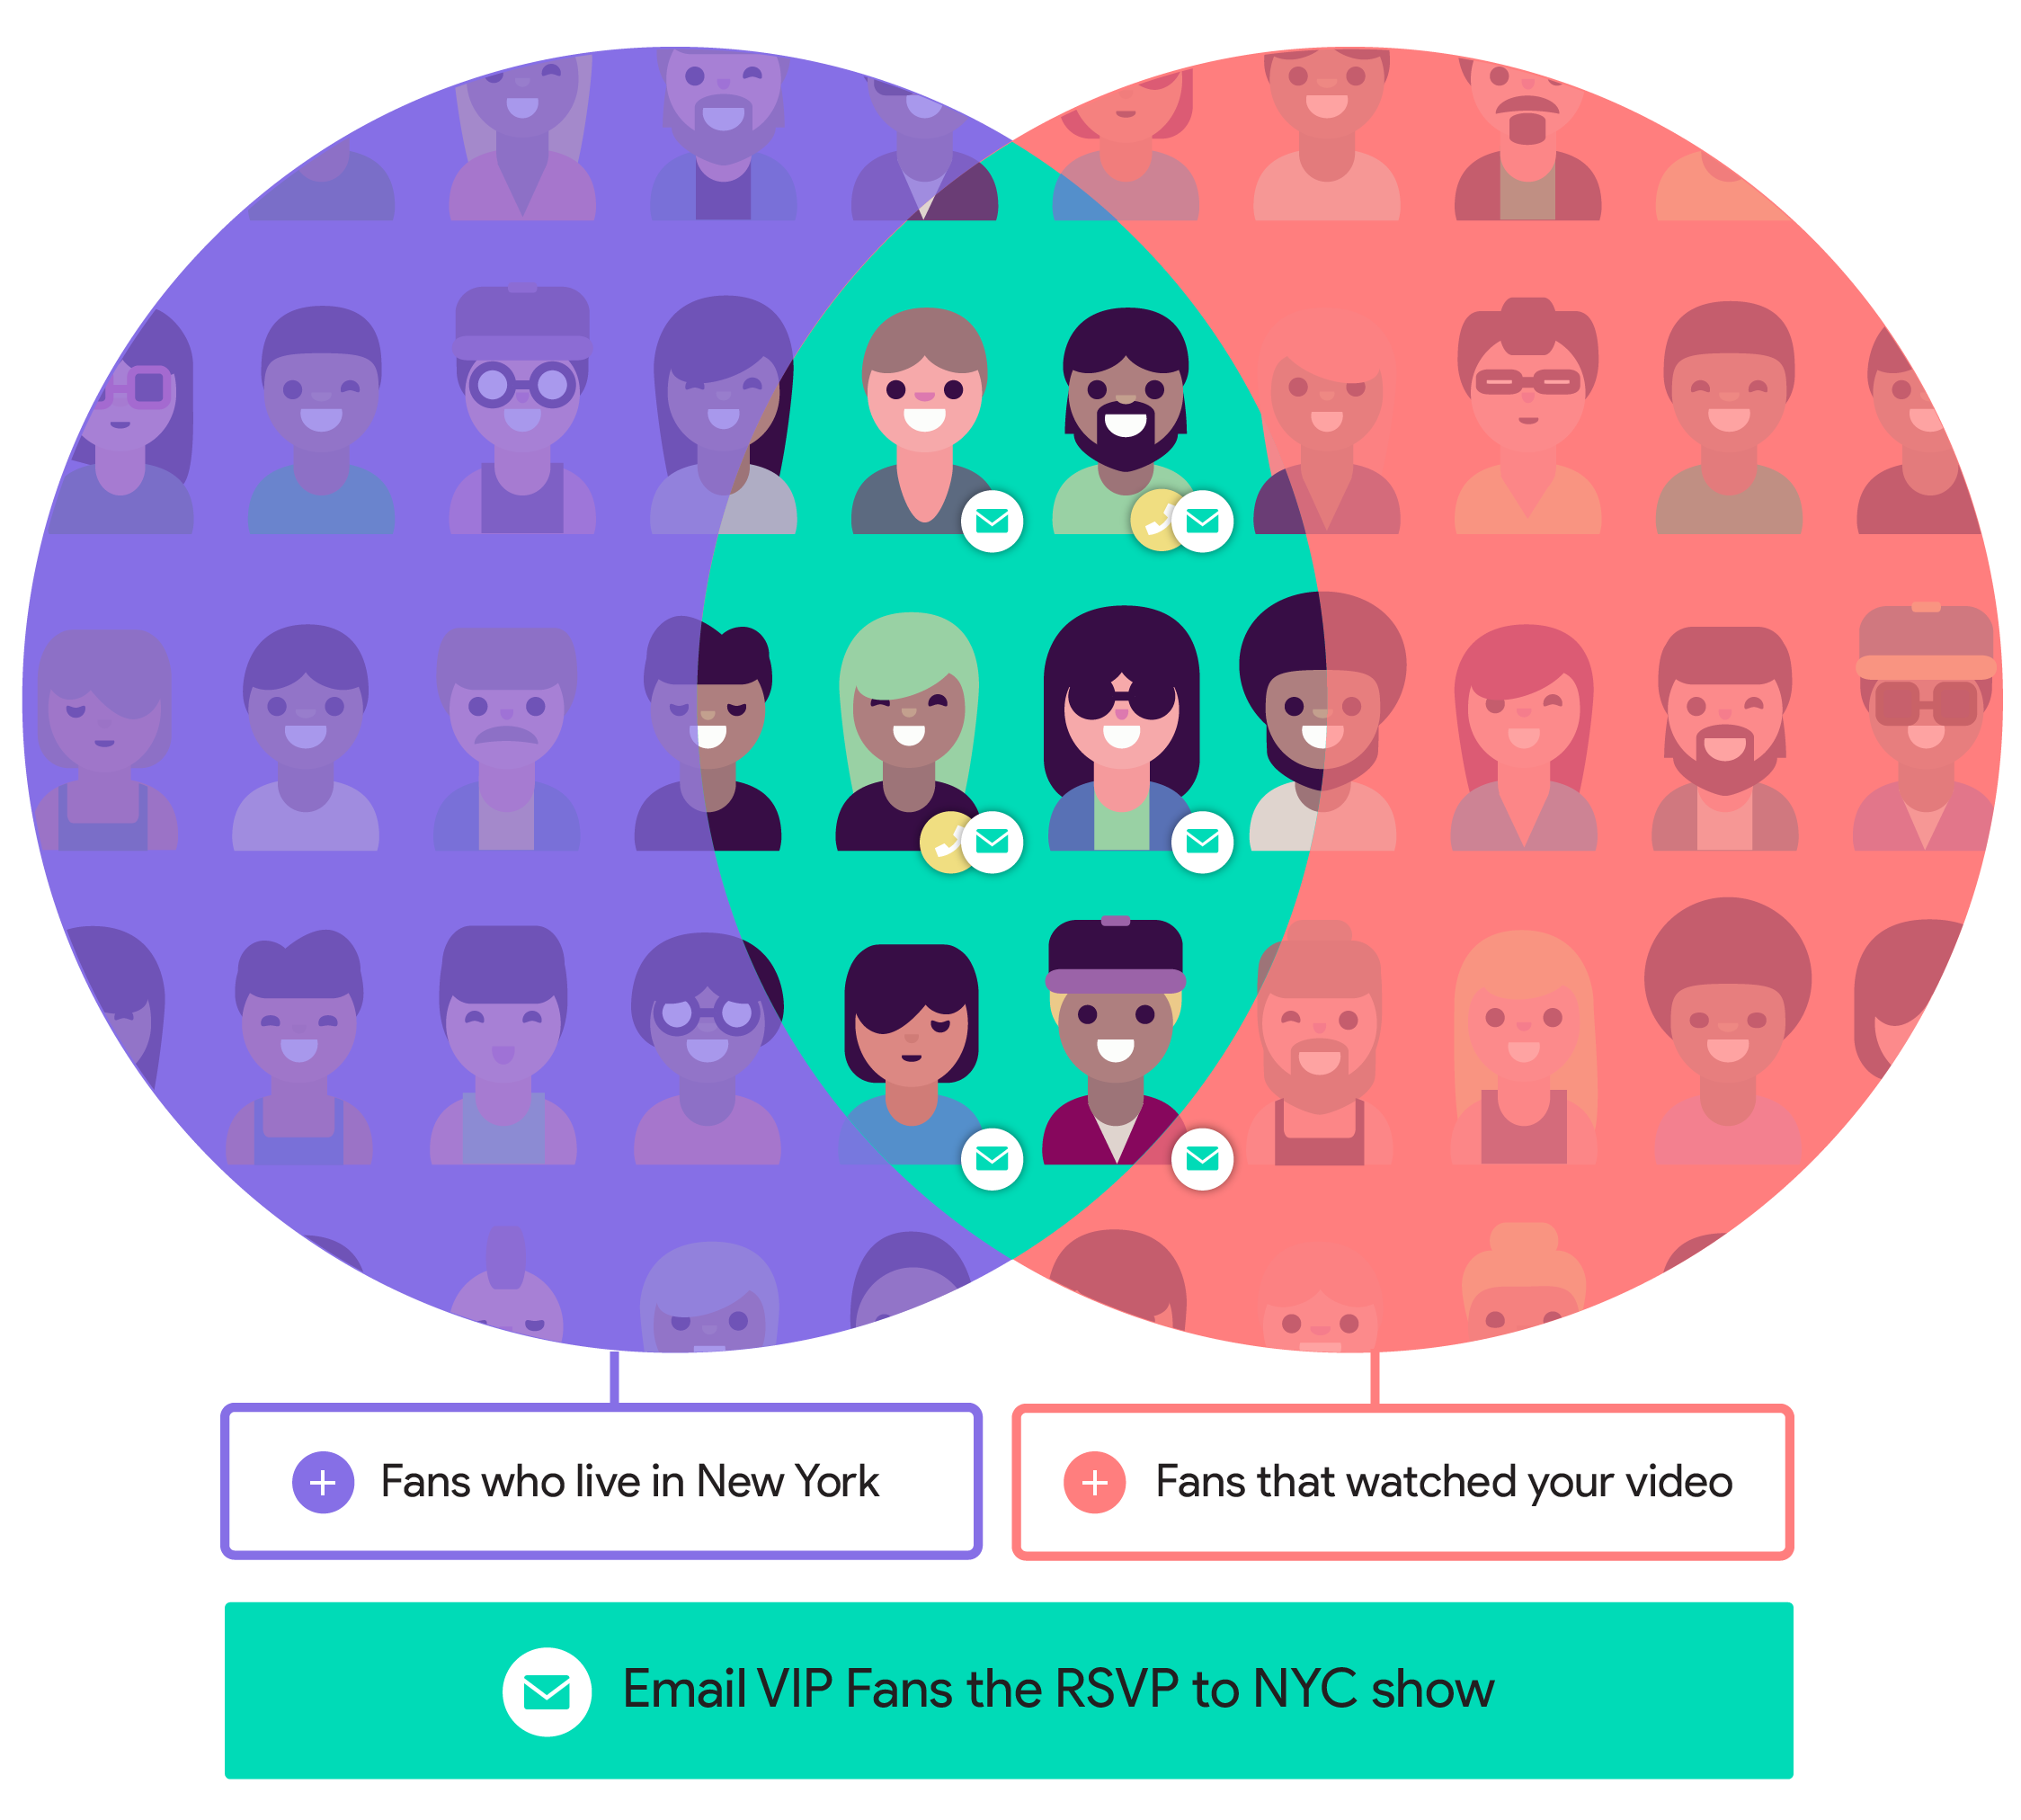 Fans who live in New York
Fans that watched your video
Email VIP Fans the RSVP to NYC show